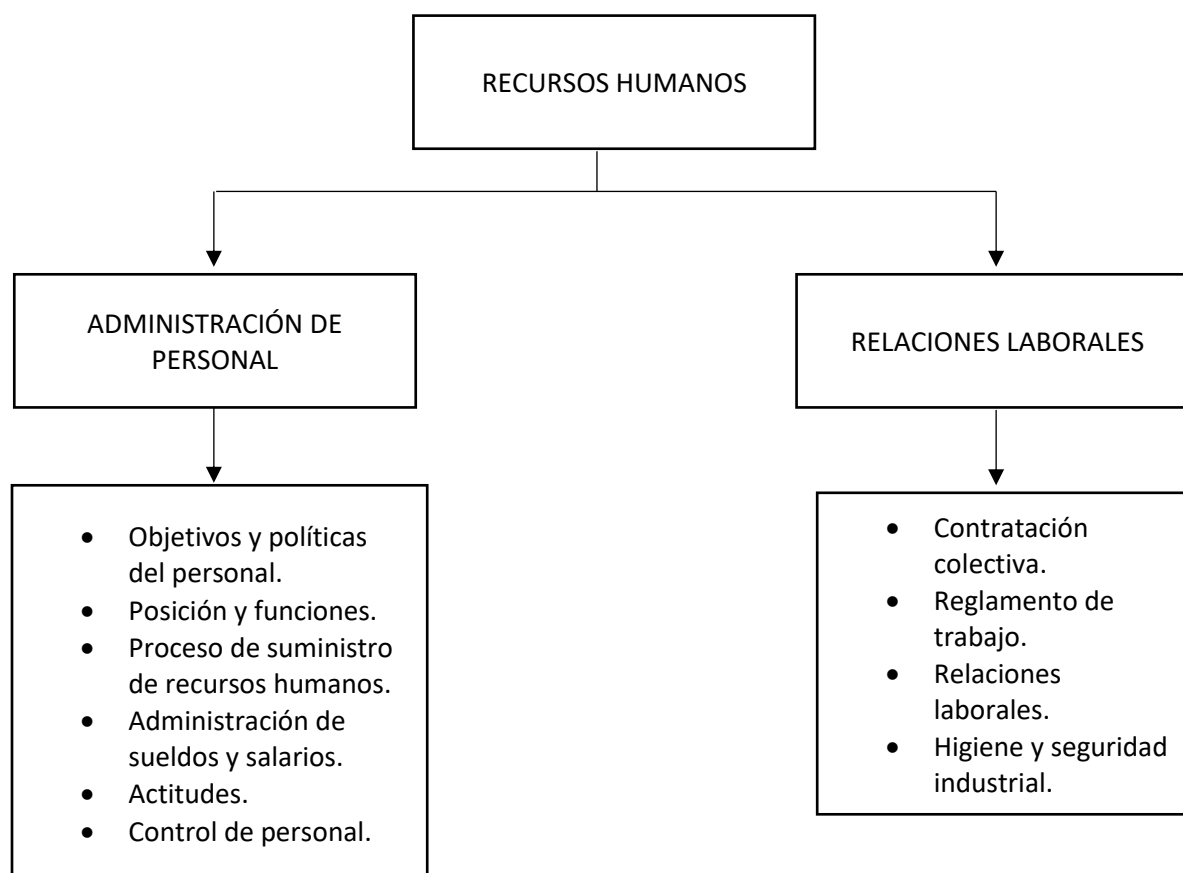 RECURSOS HUMANOS
ADMINISTRACIÓN DE
PERSONAL
RELACIONES LABORALES
• Objetivos y políticas
del personal.
• Posición y funciones.
• Proceso de suministro
de recursos humanos.
• Administración de
sueldos y salarios.
• Actitudes.
• Control de personal.
• Contratación
colectiva.
• Reglamento de
trabajo.
• Relaciones
laborales.
• Higiene y seguridad
industrial.